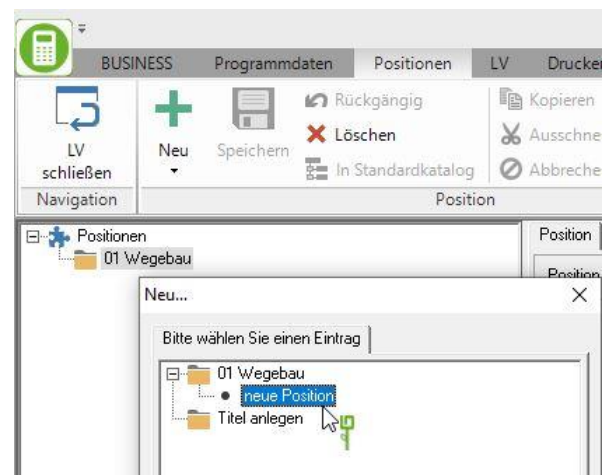 BUSINESS Programmdaten Positionen LV Drucken
LV schließen
Neu
Speichern
Rückgängig
Löschen
In Standardkatalog
Kopieren
Ausschne
Abbreche
Navigation
Position
Positionen
01 Wegebau
Position
Position
Neu...
Bitte wählen Sie einen Eintrag
01 Wegebau
neue Position
Titel anlegen